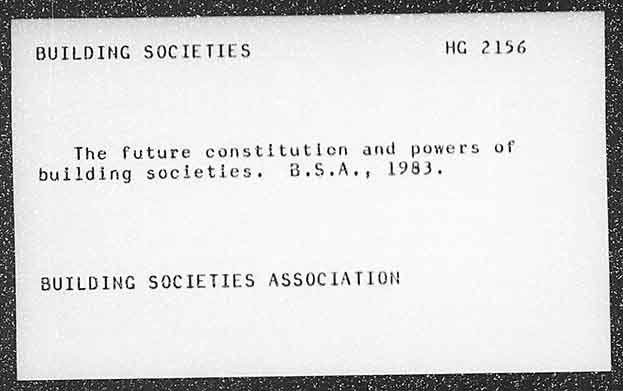 BUILDING SOCIETIES HG 2156
The future constitution and powers of
building societies. B.S.A., 1983.
BUILDING SOCIETIES ASSOCIATION